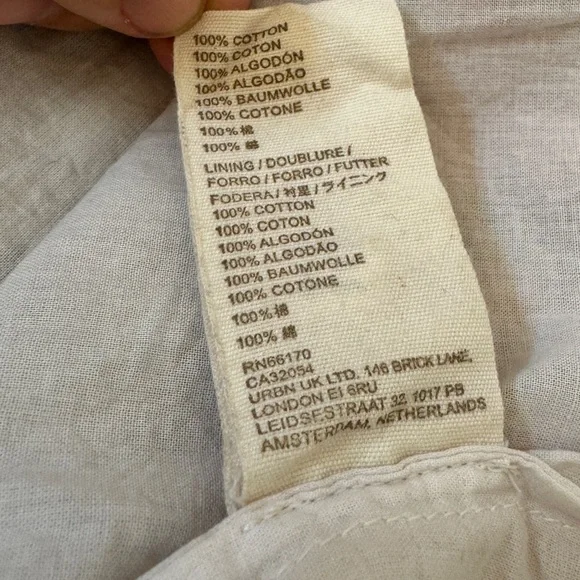 100% COTTON
100% COTON
100% ALGODÓN
100% ALGODÃO
100% BAUMWOLLE
100% COTONE
100% 棉
100% 綿
LINING / DOUBLURE /
FORRO / FORRO / FUTTER
FODERA / 衬里 / ライニング
100% COTTON
100% COTON
100% ALGODÓN
100% ALGODÃO
100% BAUMWOLLE
100% COTONE
100% 棉
100% 綿
RN66170
CA32054
URBN UK LTD. 146 BRICK LANE,
LONDON EI 6RU
LEIDSESTRAAT 32, 1017 PB
AMSTERDAM, NETHERLANDS